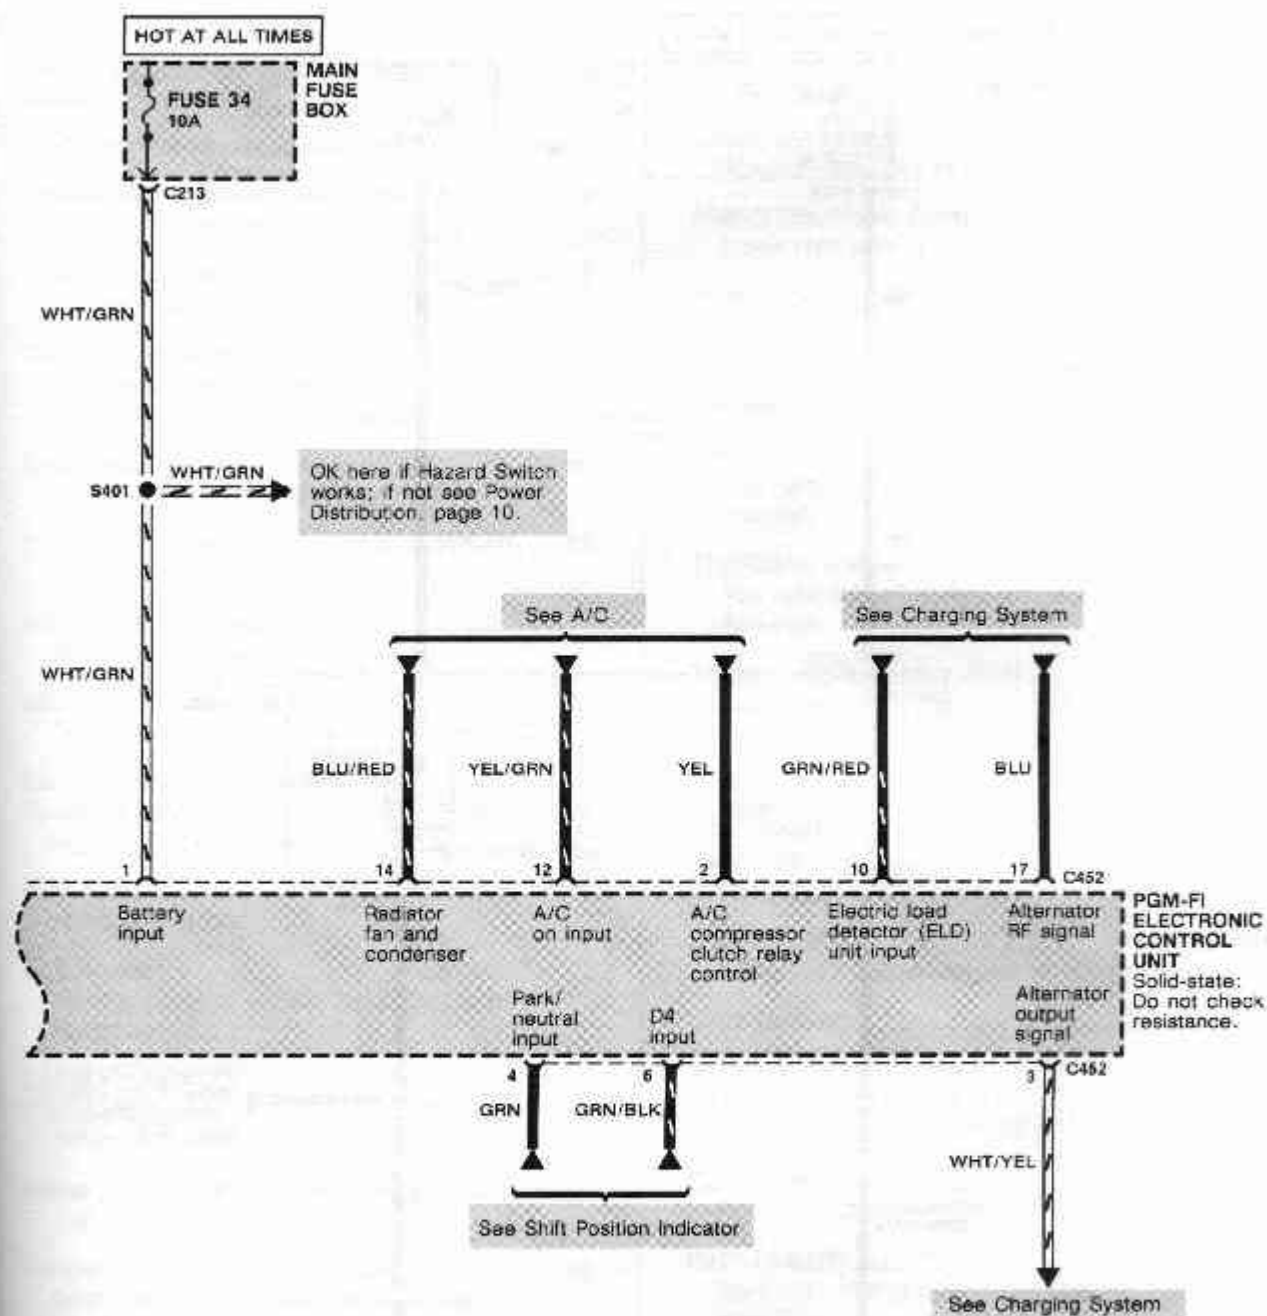 HOT AT ALL TIMES
MAIN
FUSE
BOX
FUSE 34
10A
C213
WHT/GRN
S401
WHT/GRN
OK here if Hazard Switch
works; if not see Power
Distribution, page 10.
See A/C
See Charging System
WHT/GRN
BLU/RED
YEL/GRN
YEL
GRN/RED
BLU
1
14
12
2
10
17
C452
Battery
input
Radiator
fan and
condenser
A/C
on input
A/C
compressor
clutch relay
control
Electric load
detector (ELD)
unit input
Alternator
RF signal
PGM-FI
ELECTRONIC
CONTROL
UNIT
Solid-state:
Do not check
resistance.
Park/
neutral
input
D4
input
Alternator
output
signal
4
6
3
C452
GRN
GRN/BLK
WHT/YEL
See Shift Position Indicator
See Charging System